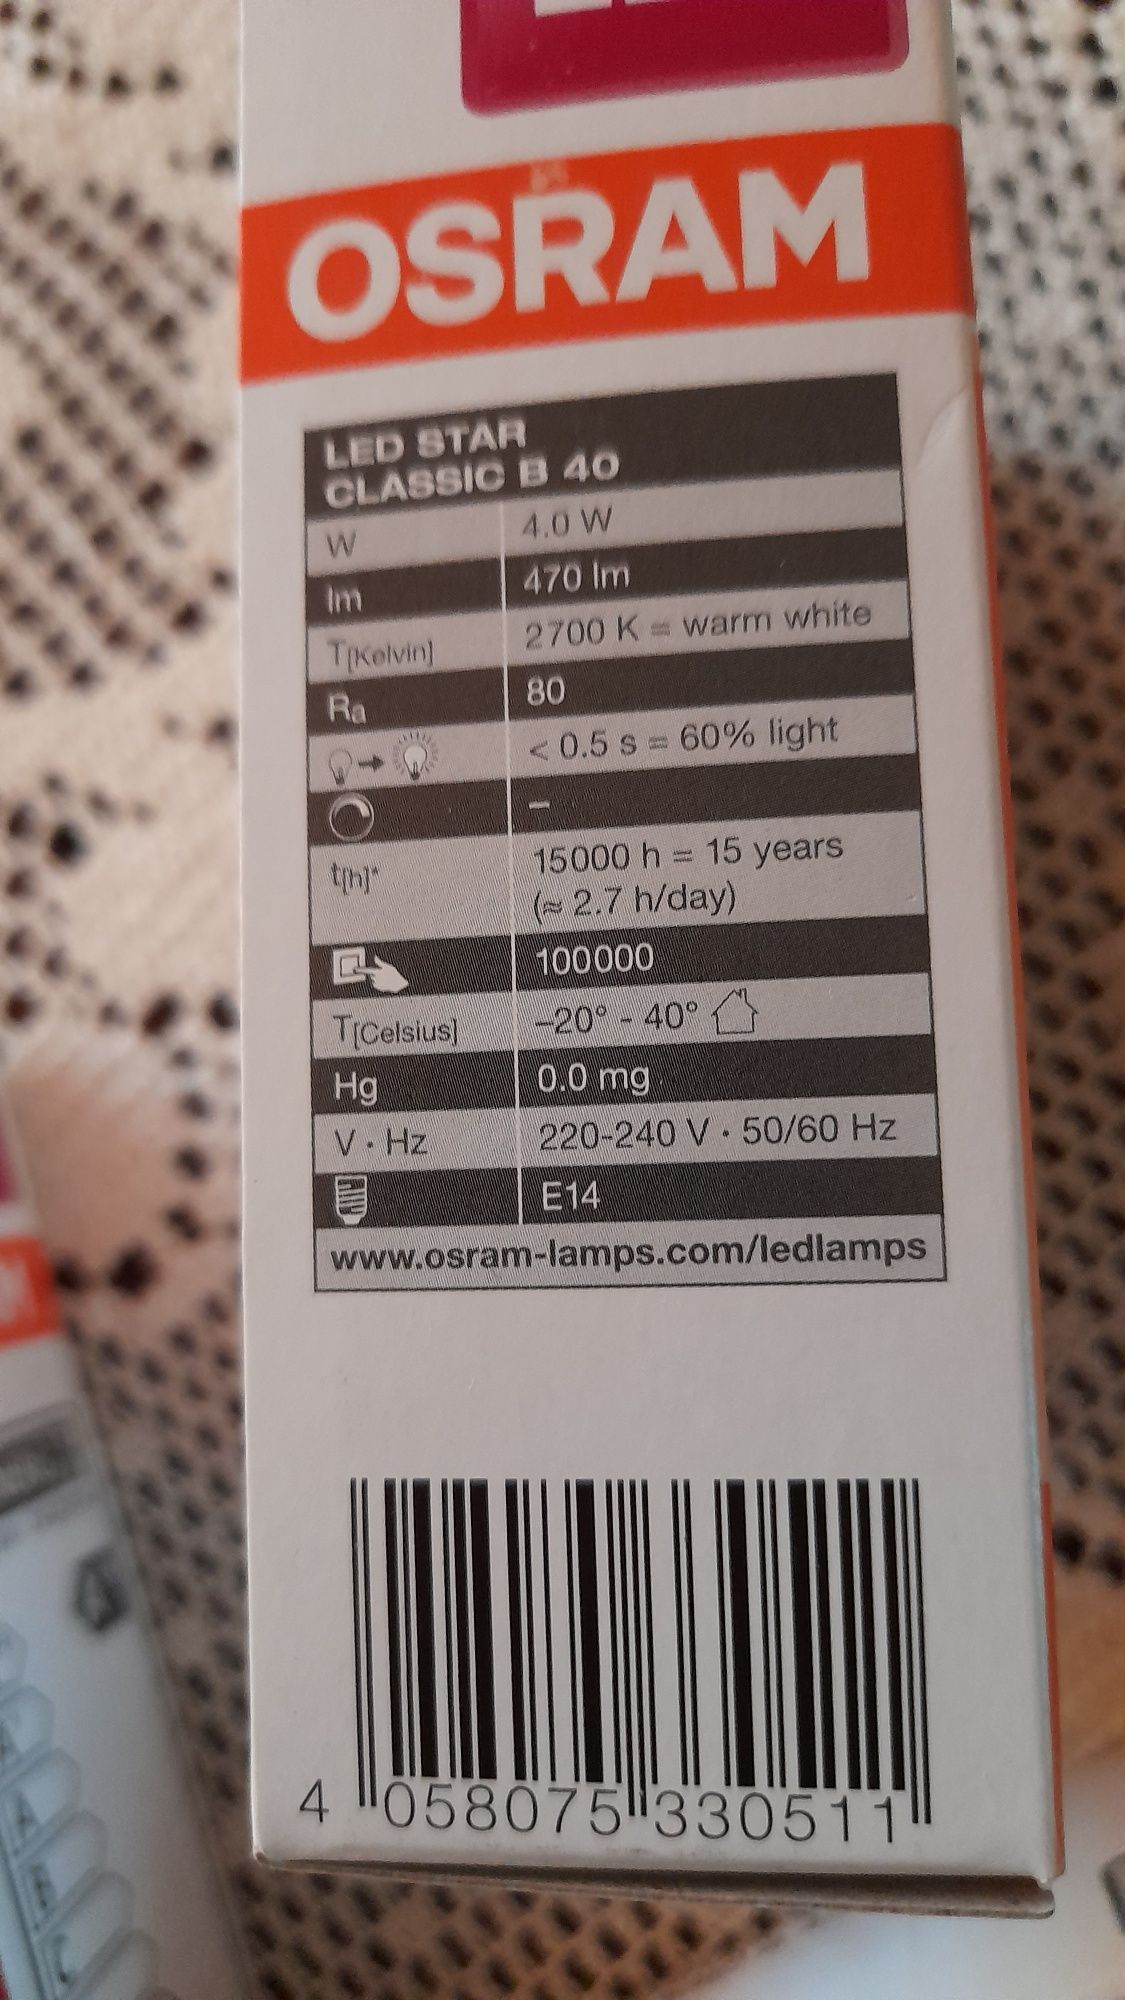 OSRAM
LED STAR
CLASSIC B 40
W 4.0 W
lm 470 lm
T[Kelvin] 2700 K = warm white
Ra 80
< 0.5 s = 60% light
–
t[h]* 15000 h = 15 years
(≈ 2.7 h/day)
100000
T[Celsius] –20° - 40°
Hg 0.0 mg
V · Hz 220-240 V · 50/60 Hz
E14
www.osram-lamps.com/ledlamps
4 058075 330511